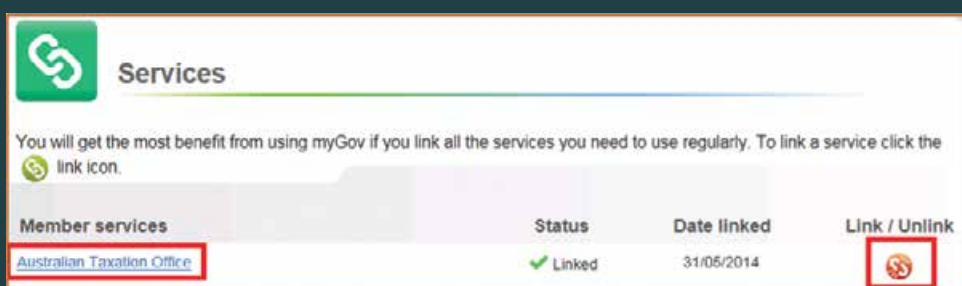 Services
You will get the most benefit from using myGov if you link all the services you need to use regularly. To link a service click the
link icon.
Member services Status Date linked Link / Unlink
Australian Taxation Office Linked 31/05/2014